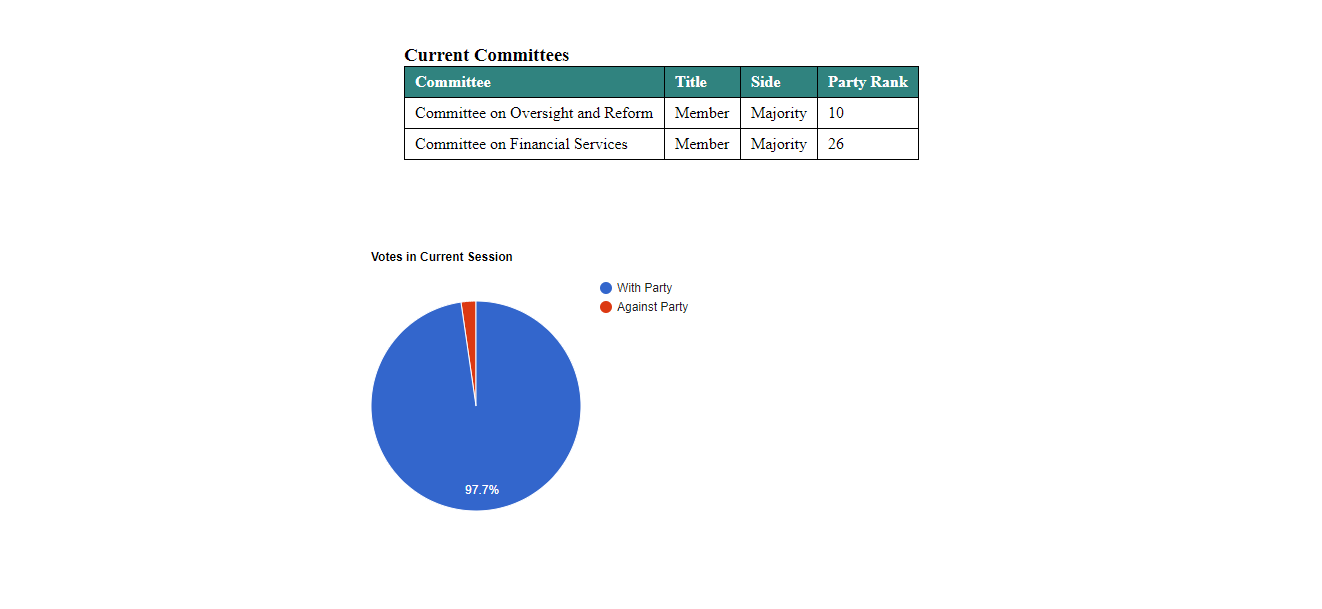 Current Committees
Committee Title Side Party Rank
Committee on Oversight and Reform Member Majority 10
Committee on Financial Services Member Majority 26
Votes in Current Session
With Party
Against Party
97.7%